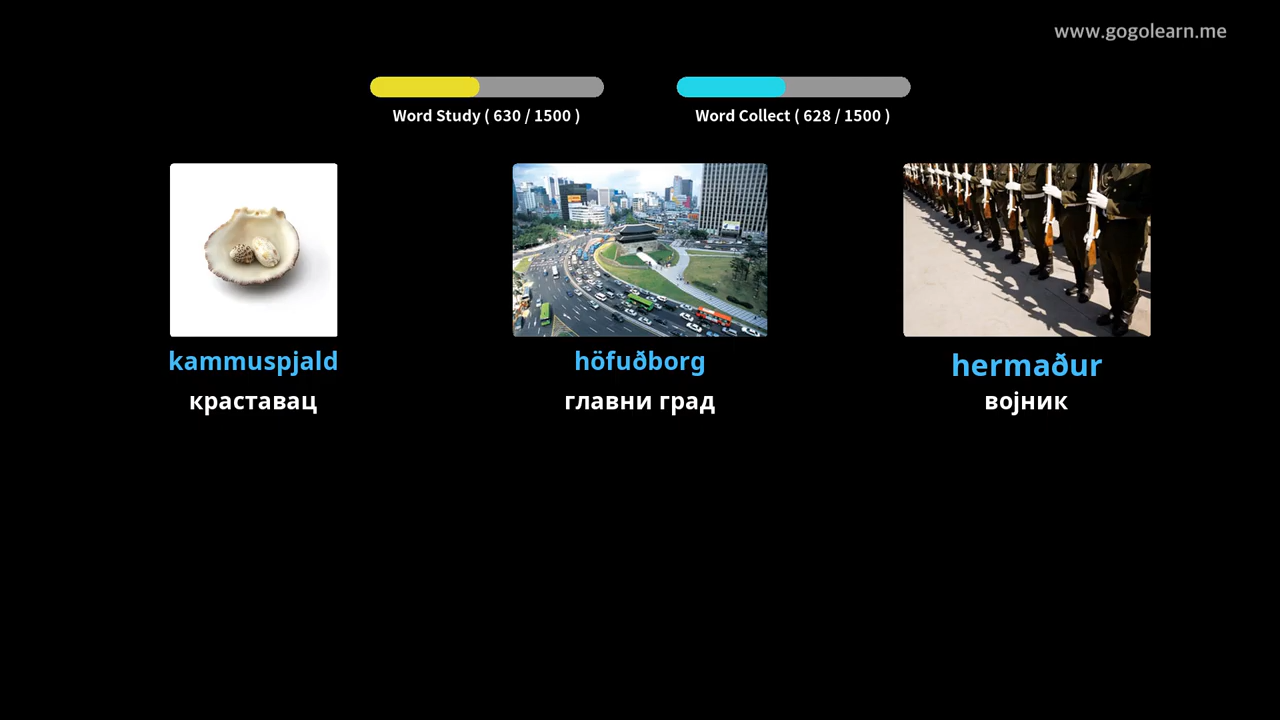 www.gogolearn.me
Word Study ( 630 / 1500 )
Word Collect ( 628 / 1500 )
kammuspjald
höfuðborg
hermaður
краставац
главни град
војник